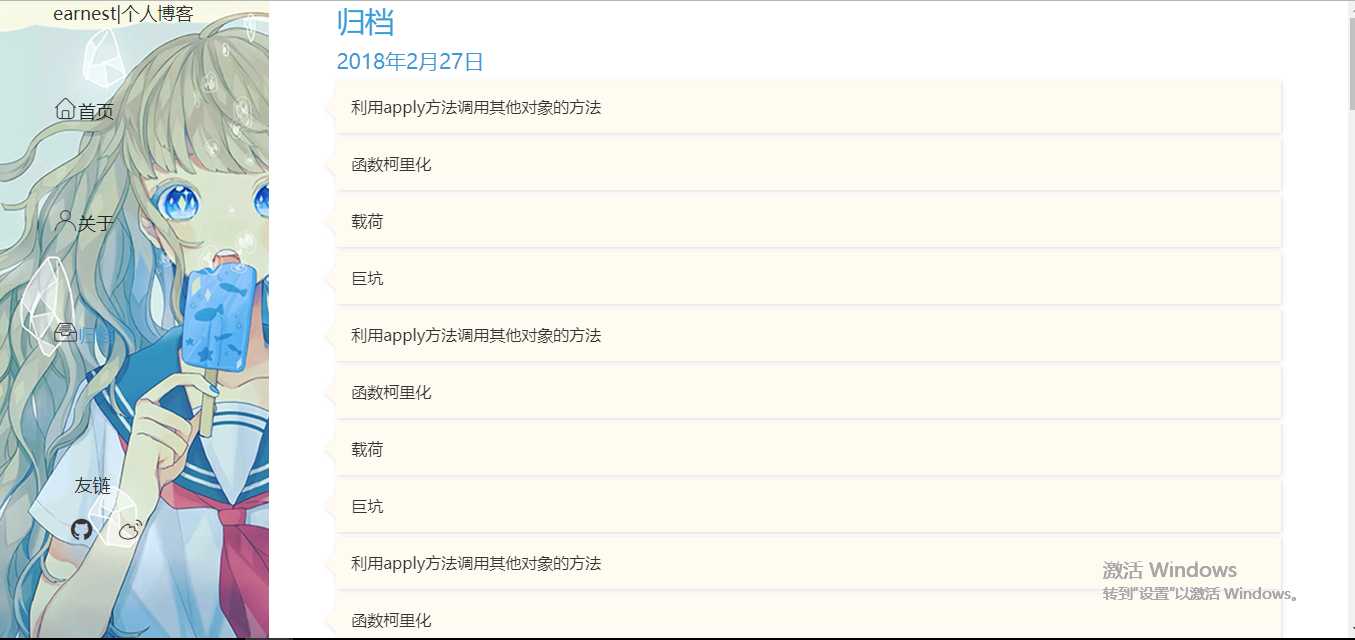 earnest|个人博客
首页
关于
归档
友链
归档
2018年2月27日
利用apply方法调用其他对象的方法
函数柯里化
载荷
巨坑
利用apply方法调用其他对象的方法
函数柯里化
载荷
巨坑
利用apply方法调用其他对象的方法
函数柯里化
激活 Windows
转到"设置"以激活 Windows。